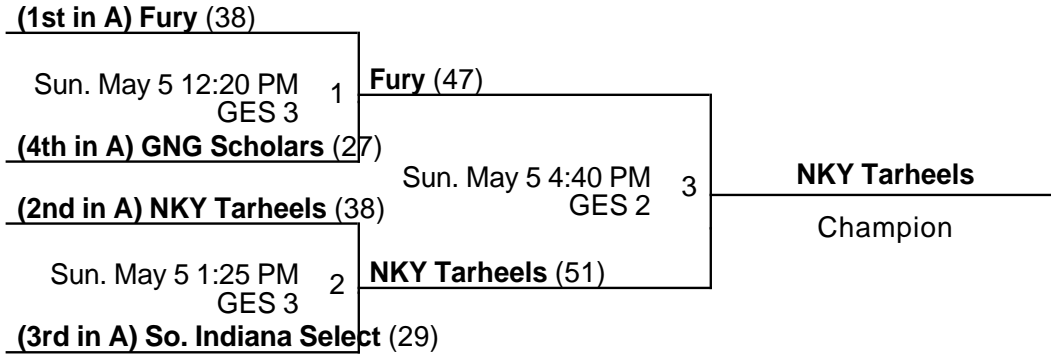 (1st in A) Fury (38)
Sun. May 5 12:20 PM
GES 3
1
Fury (47)
(4th in A) GNG Scholars (27)
Sun. May 5 4:40 PM
GES 2
3
NKY Tarheels
Champion
(2nd in A) NKY Tarheels (38)
Sun. May 5 1:25 PM
GES 3
2
NKY Tarheels (51)
(3rd in A) So. Indiana Select (29)